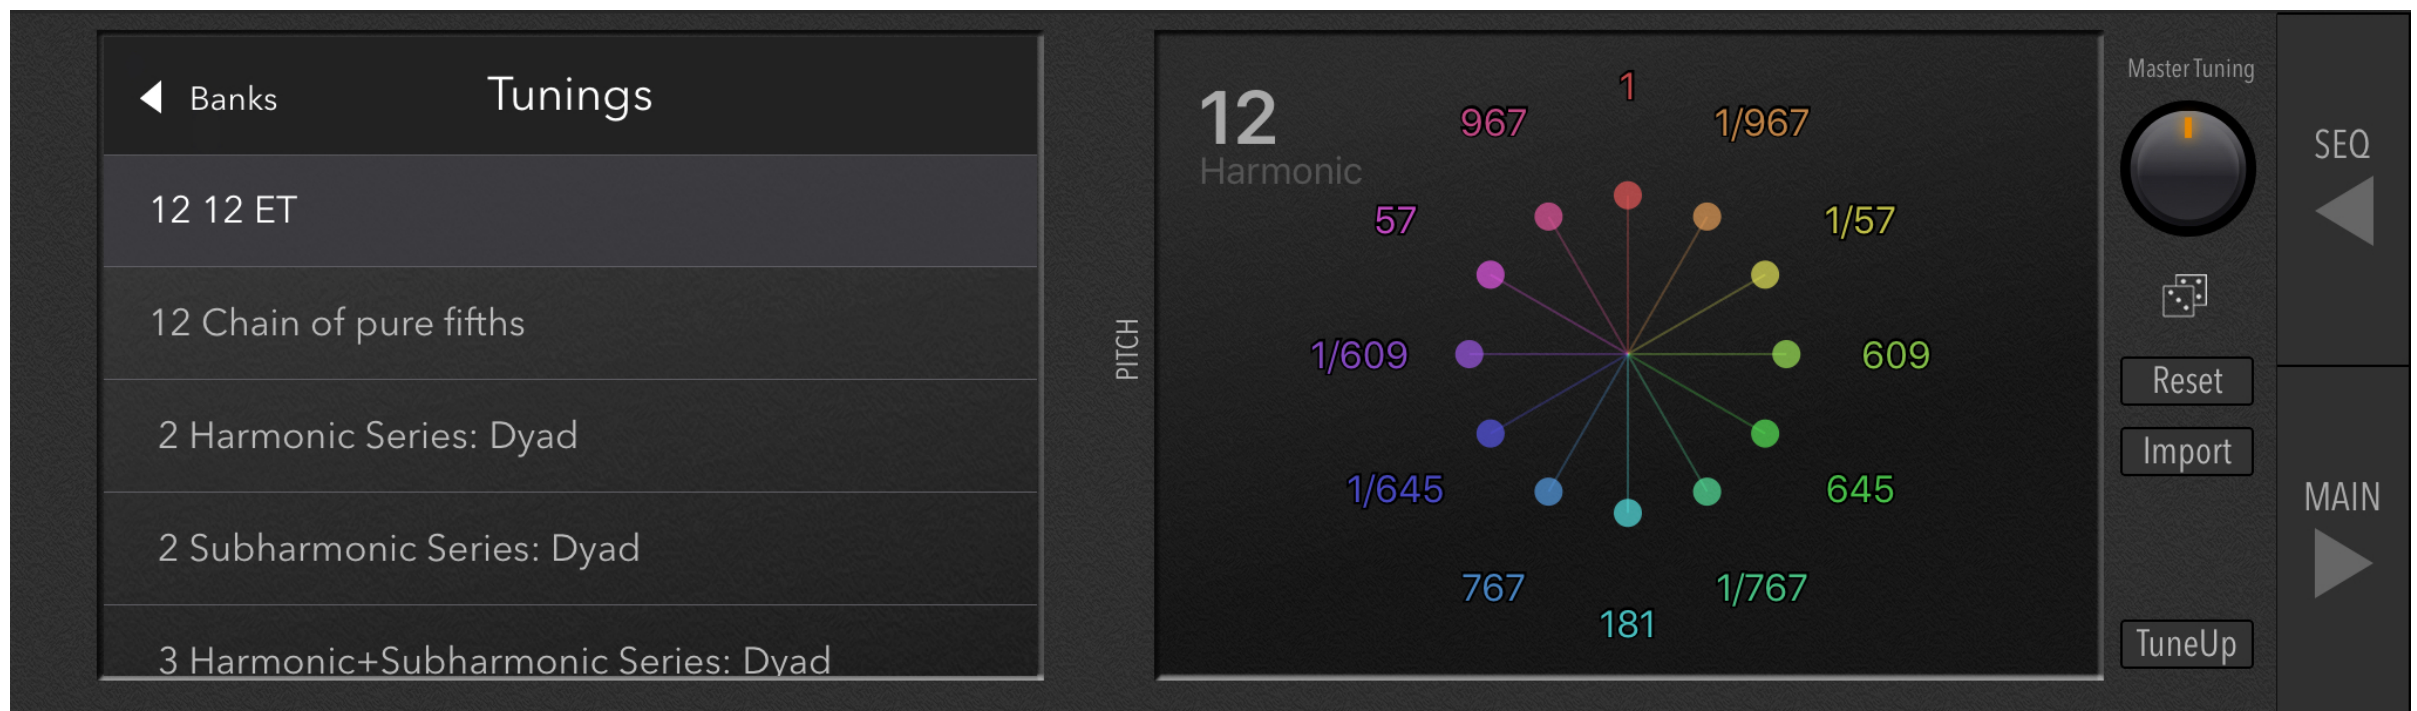 Banks
Tunings
12 12 ET
12 Chain of pure fifths
2 Harmonic Series: Dyad
2 Subharmonic Series: Dyad
3 Harmonic+Subharmonic Series: Dyad
PITCH
12
Harmonic
1
967
1/967
57
1/57
1/609
609
1/645
645
767
1/767
181
Master Tuning
Reset
Import
TuneUp
SEQ
MAIN